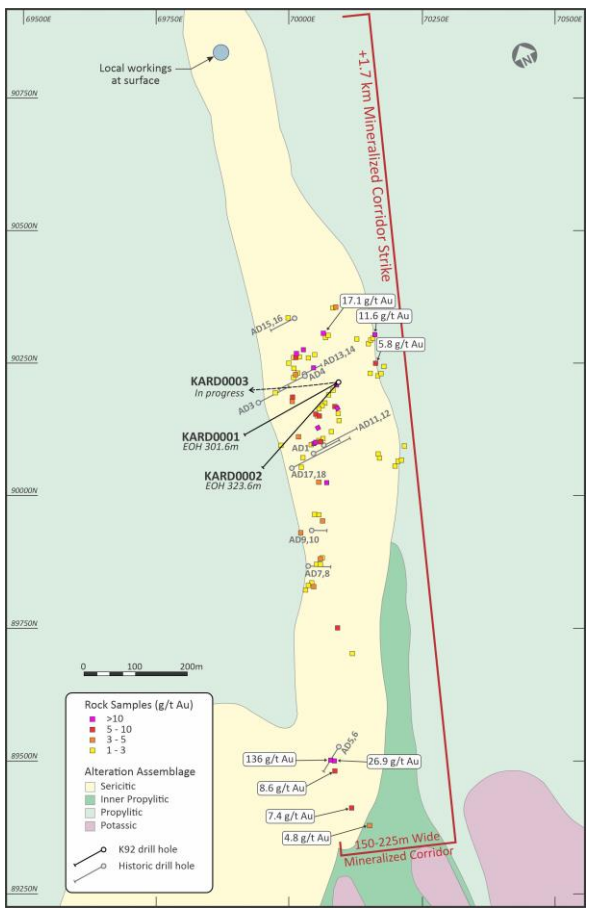 69500E
69750E
70000E
70250E
70500E
Local workings
at surface
N
90750N
+1.7 km Mineralized Corridor Strike
90500N
17.1 g/t Au
AD15,16
11.6 g/t Au
AD13,14
5.8 g/t Au
90250N
AD4
KARD0003
In progress
AD3
AD11,12
KARD0001
EOH 301.6m
AD1
KARD0002
EOH 323.6m
AD17,18
90000N
AD9,10
AD7,8
89750N
0 100 200m
Rock Samples (g/t Au)
>10
5 - 10
3 - 5
1 - 3
Alteration Assemblage
Sericitic
Inner Propylitic
Propylitic
Potassic
K92 drill hole
Historic drill hole
AD5,6
89500N
136 g/t Au
26.9 g/t Au
8.6 g/t Au
7.4 g/t Au
4.8 g/t Au
150-225m Wide
Mineralized Corridor
89250N